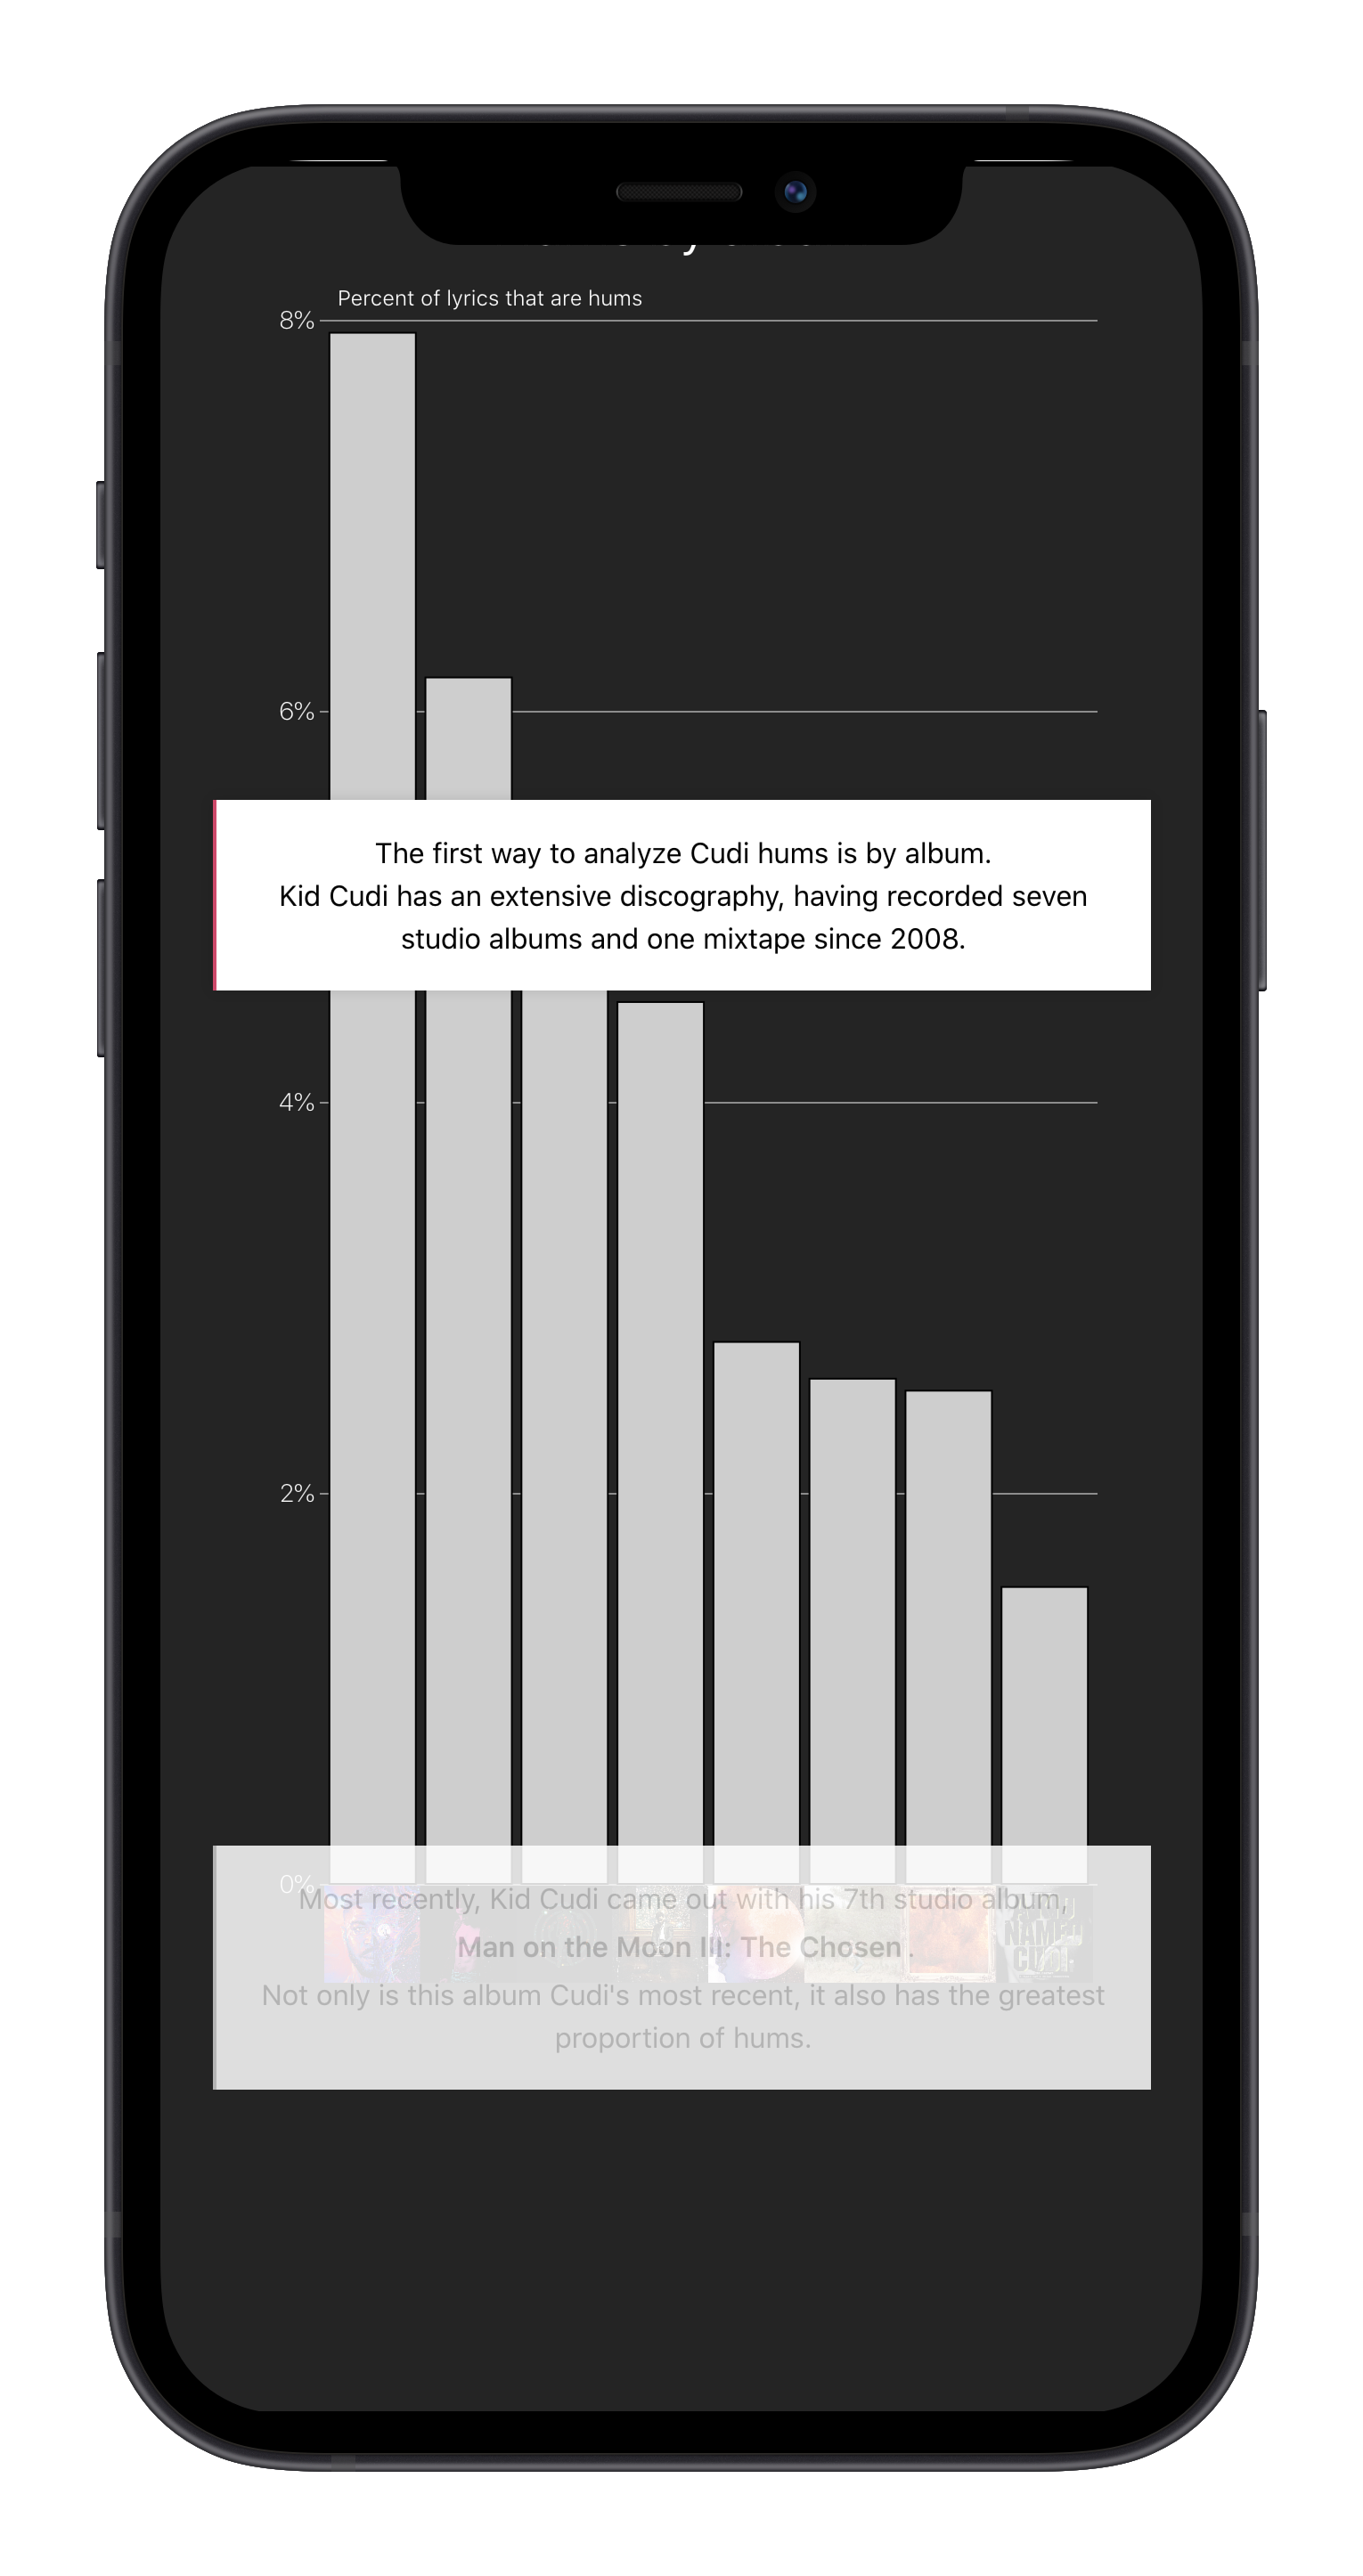 Percent of lyrics that are hums
8%
6%
The first way to analyze Cudi hums is by album.
Kid Cudi has an extensive discography, having recorded seven
studio albums and one mixtape since 2008.
4%
2%
0%
Most recently, Kid Cudi came out with his 7th studio album,
Man on the Moon III: The Chosen .
NAMED
CUDI
Not only is this album Cudi's most recent, it also has the greatest
proportion of hums.